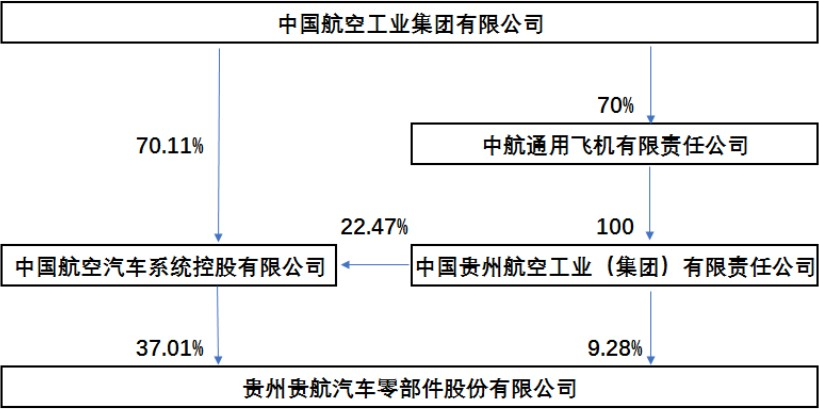 中国航空工业集团有限公司
70%
70.11%
中航通用飞机有限责任公司
22.47%
100
中国航空汽车系统控股有限公司
中国贵州航空工业（集团）有限责任公司
37.01%
9.28%
贵州贵航汽车零部件股份有限公司